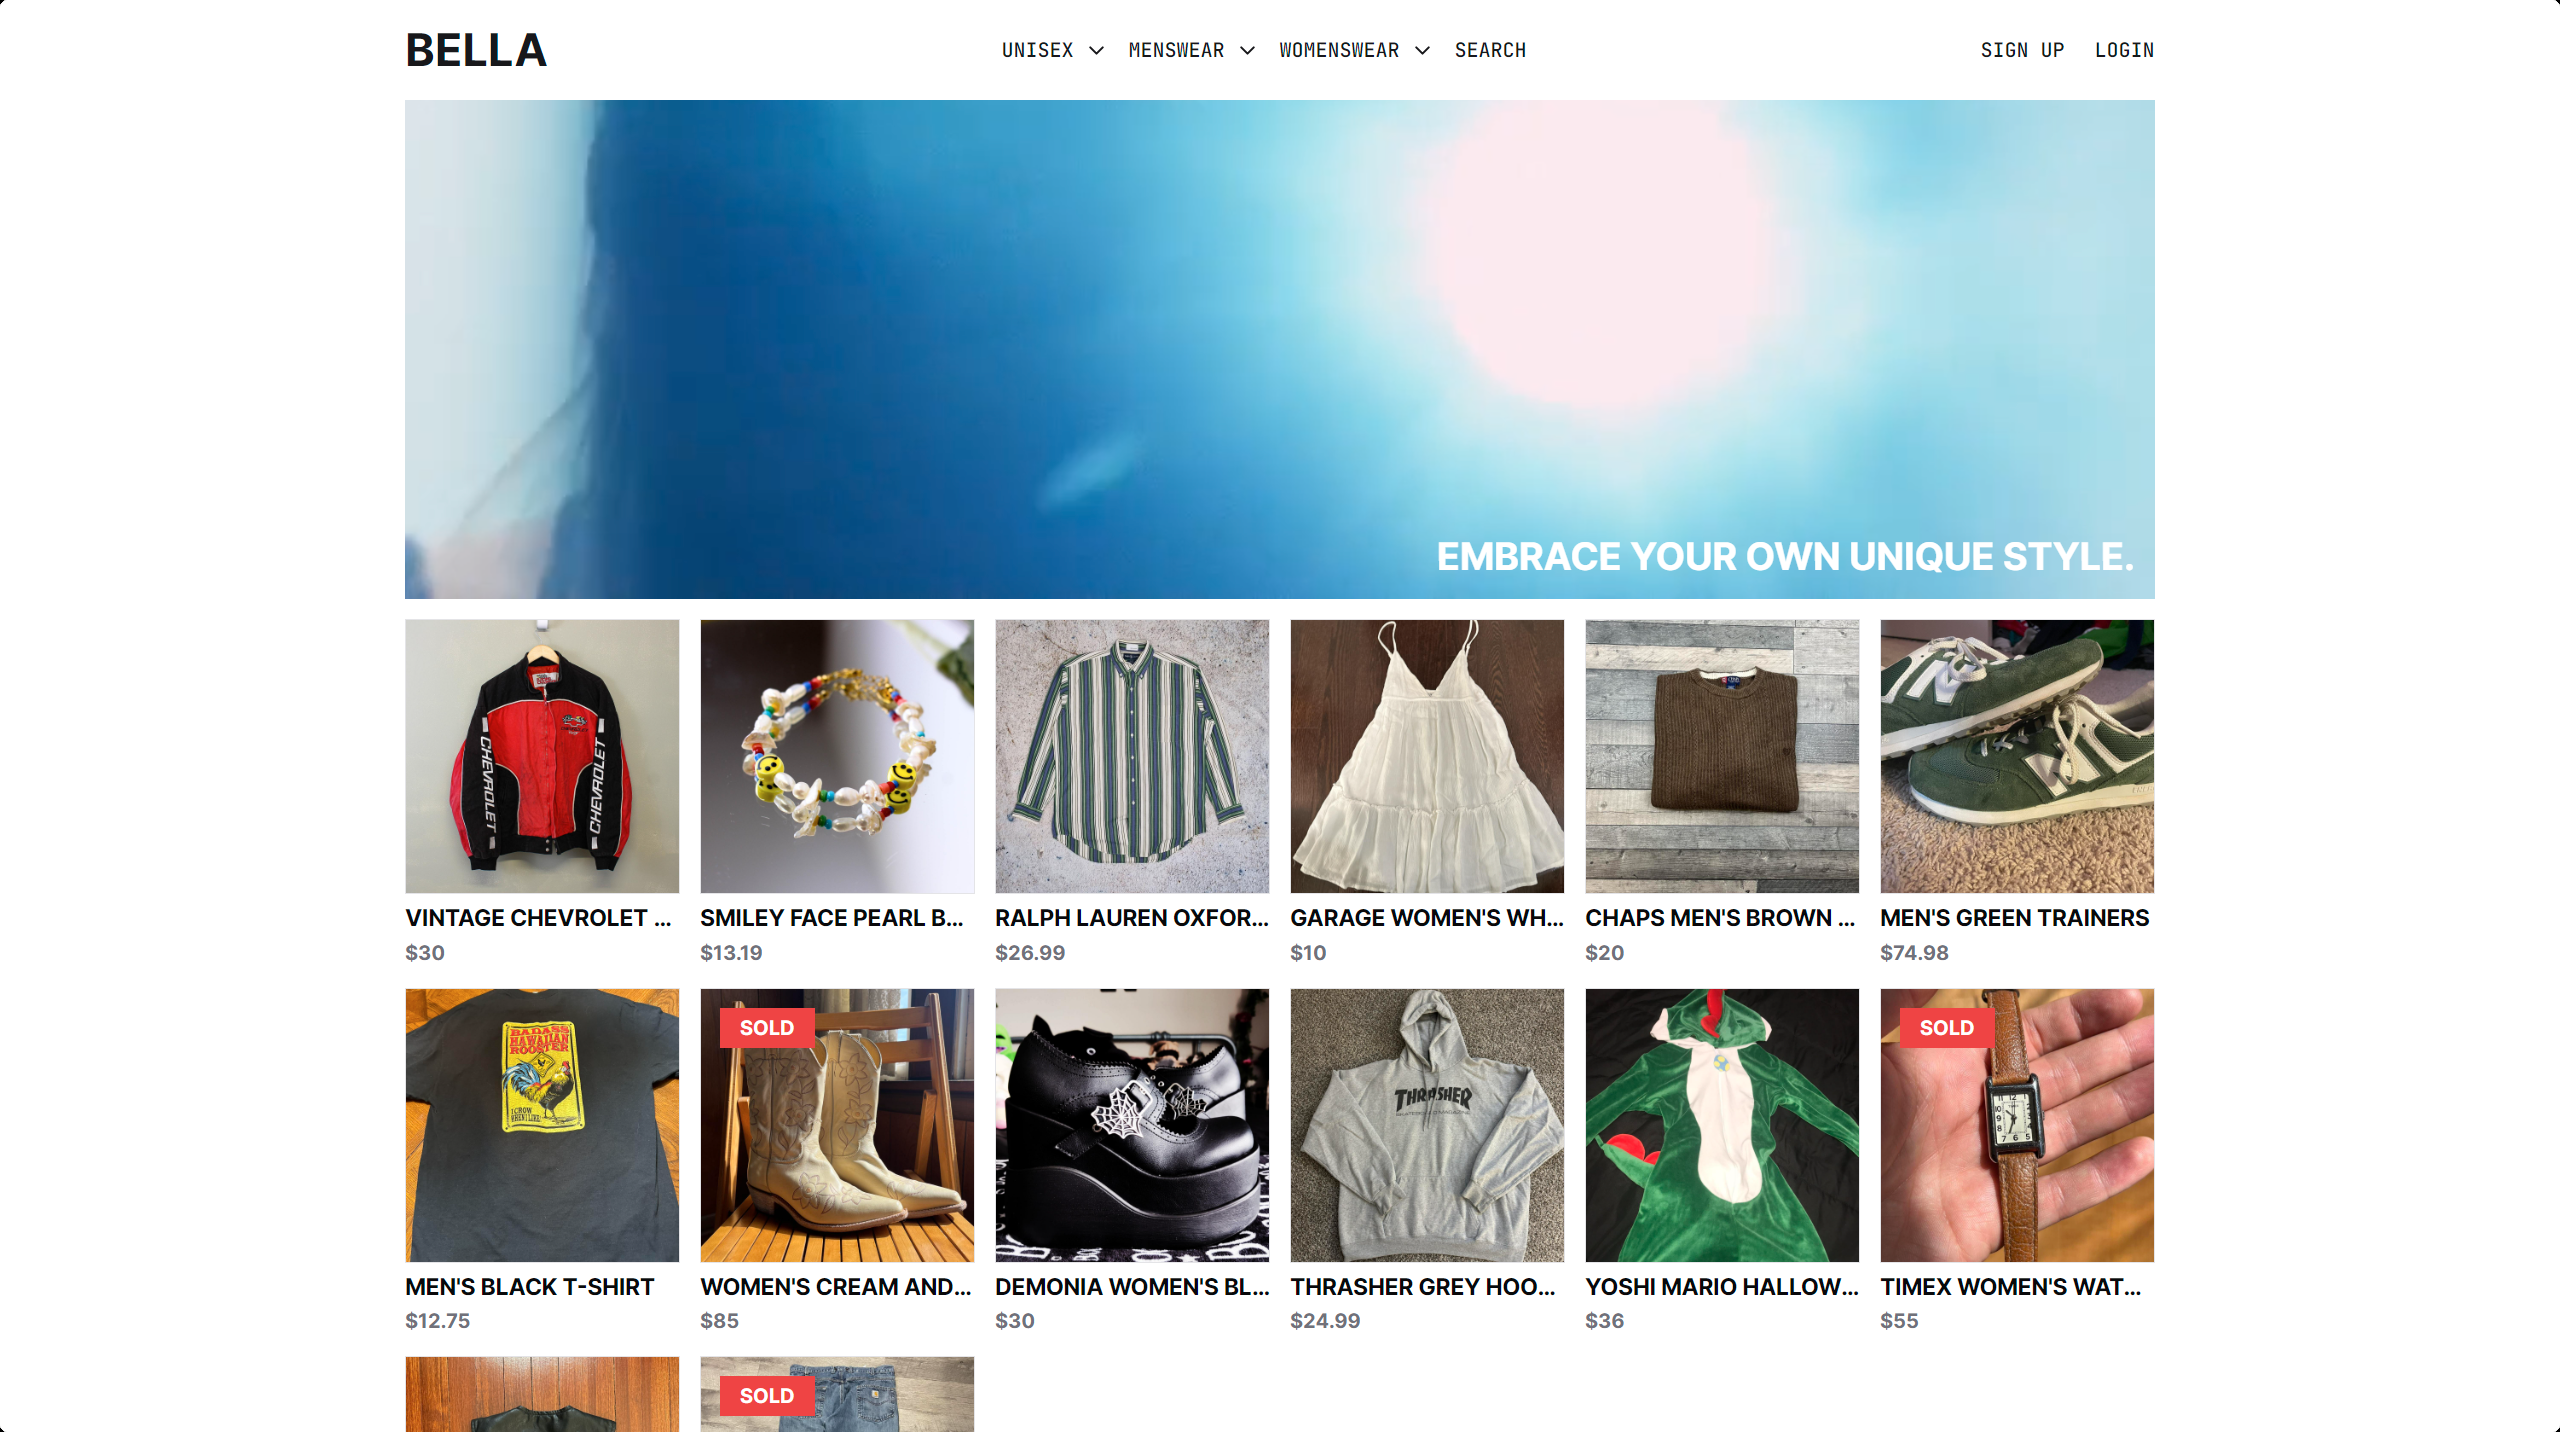 BELLA
UNISEX MENSWEAR WOMENSWEAR SEARCH
SIGN UP LOGIN
EMBRACE YOUR OWN UNIQUE STYLE.
CHEVROLET
CHEVROLET
VINTAGE CHEVROLET ...
$30
SMILEY FACE PEARL B...
$13.19
RALPH LAUREN OXFOR...
$26.99
GARAGE WOMEN'S WH...
$10
CHAPS MEN'S BROWN ...
$20
MEN'S GREEN TRAINERS
$74.98
BADASS
HAWAIIAN
ROOSTER
I CROW
WHEN I LIKE!
MEN'S BLACK T-SHIRT
$12.75
SOLD
WOMEN'S CREAM AND...
$85
DEMONIA WOMEN'S BL...
$30
THRASHER
THRASHER GREY HOO...
$24.99
YOSHI MARIO HALLOW...
$36
SOLD
TIMEX WOMEN'S WAT...
$55
SOLD